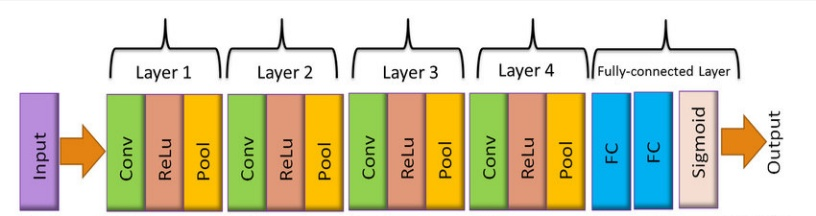 Layer 1
Layer 2
Layer 3
Layer 4
Fully-connected Layer
Input
Conv
ReLu
Pool
Conv
ReLu
Pool
Conv
ReLu
Pool
Conv
ReLu
Pool
FC
FC
Sigmoid
Output